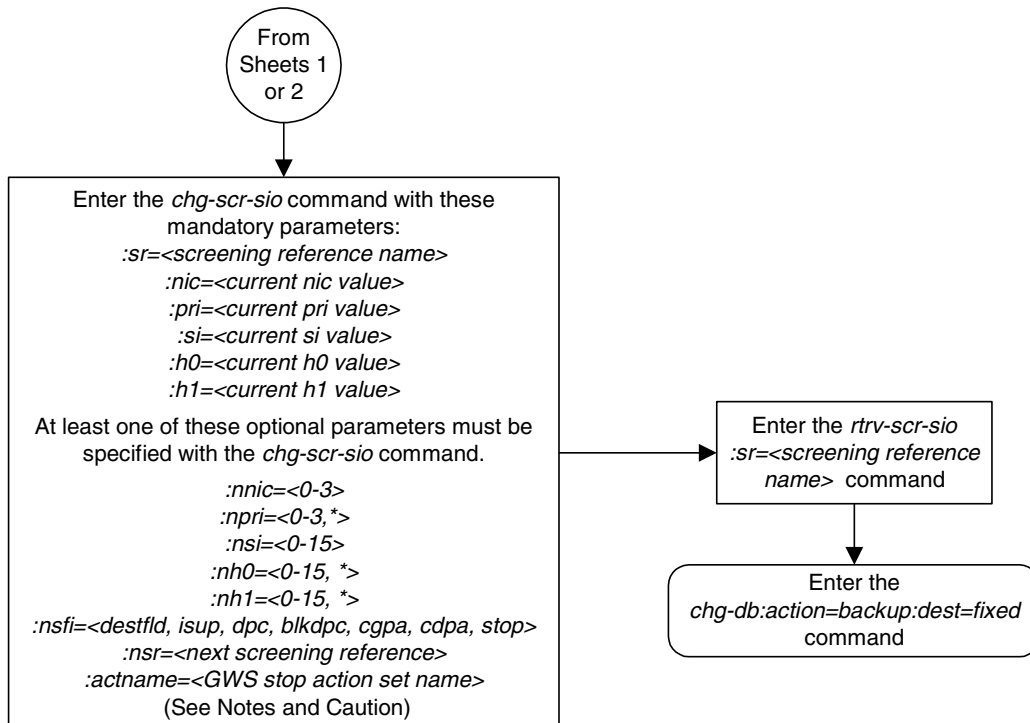 From
Sheets 1
or 2
Enter the chg-scr-sio command with these
mandatory parameters:
:sr=<screening reference name>
:nic=<current nic value>
:pri=<current pri value>
:si=<current si value>
:h0=<current h0 value>
:h1=<current h1 value>
At least one of these optional parameters must be
specified with the chg-scr-sio command.
:nnic=<0-3>
:npri=<0-3,*>
:nsi=<0-15>
:nh0=<0-15, *>
:nh1=<0-15, *>
:nsfi=<destfld, isup, dpc, blkdpc, cgpa, cdpa, stop>
:nsr=<next screening reference>
:actname=<GWS stop action set name>
(See Notes and Caution)
Enter the rtrv-scr-sio
:sr=<screening reference
name> command
Enter the
chg-db:action=backup:dest=fixed
command